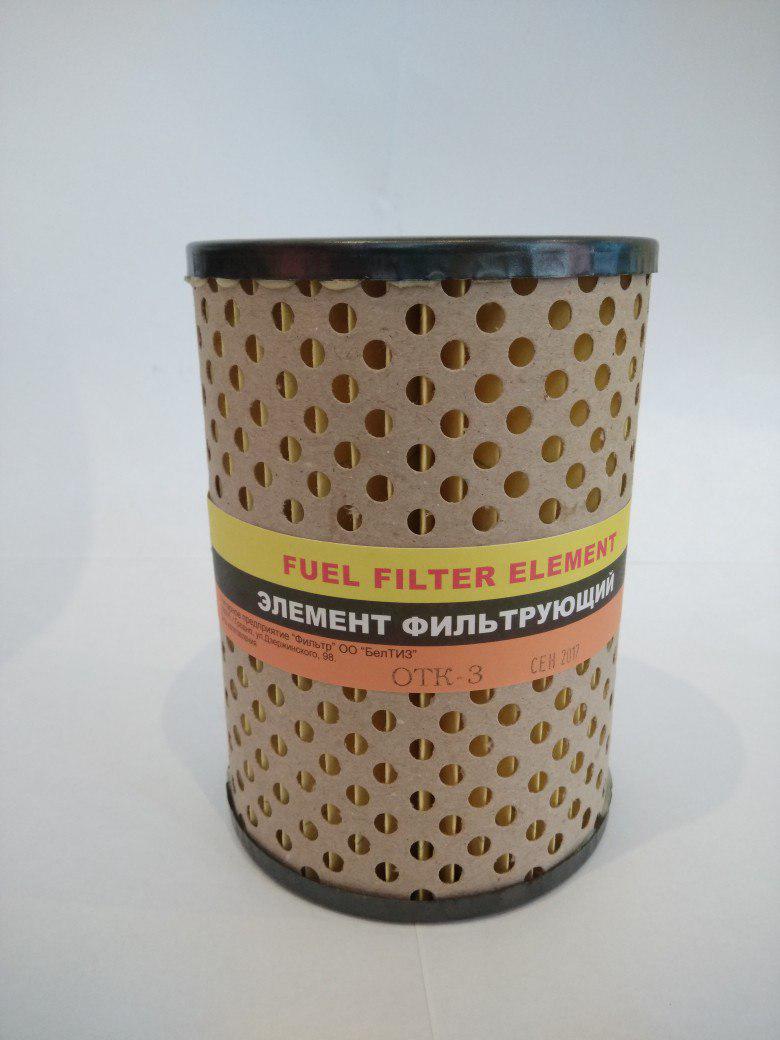 FUEL FILTER ELEMENT
ЭЛЕМЕНТ ФИЛЬТРУЮЩИЙ
предприятие "Фильтр" ОО "БелТИЗ"
ул.Дзержинского, 98.
ОТК-3
СЕН 2017